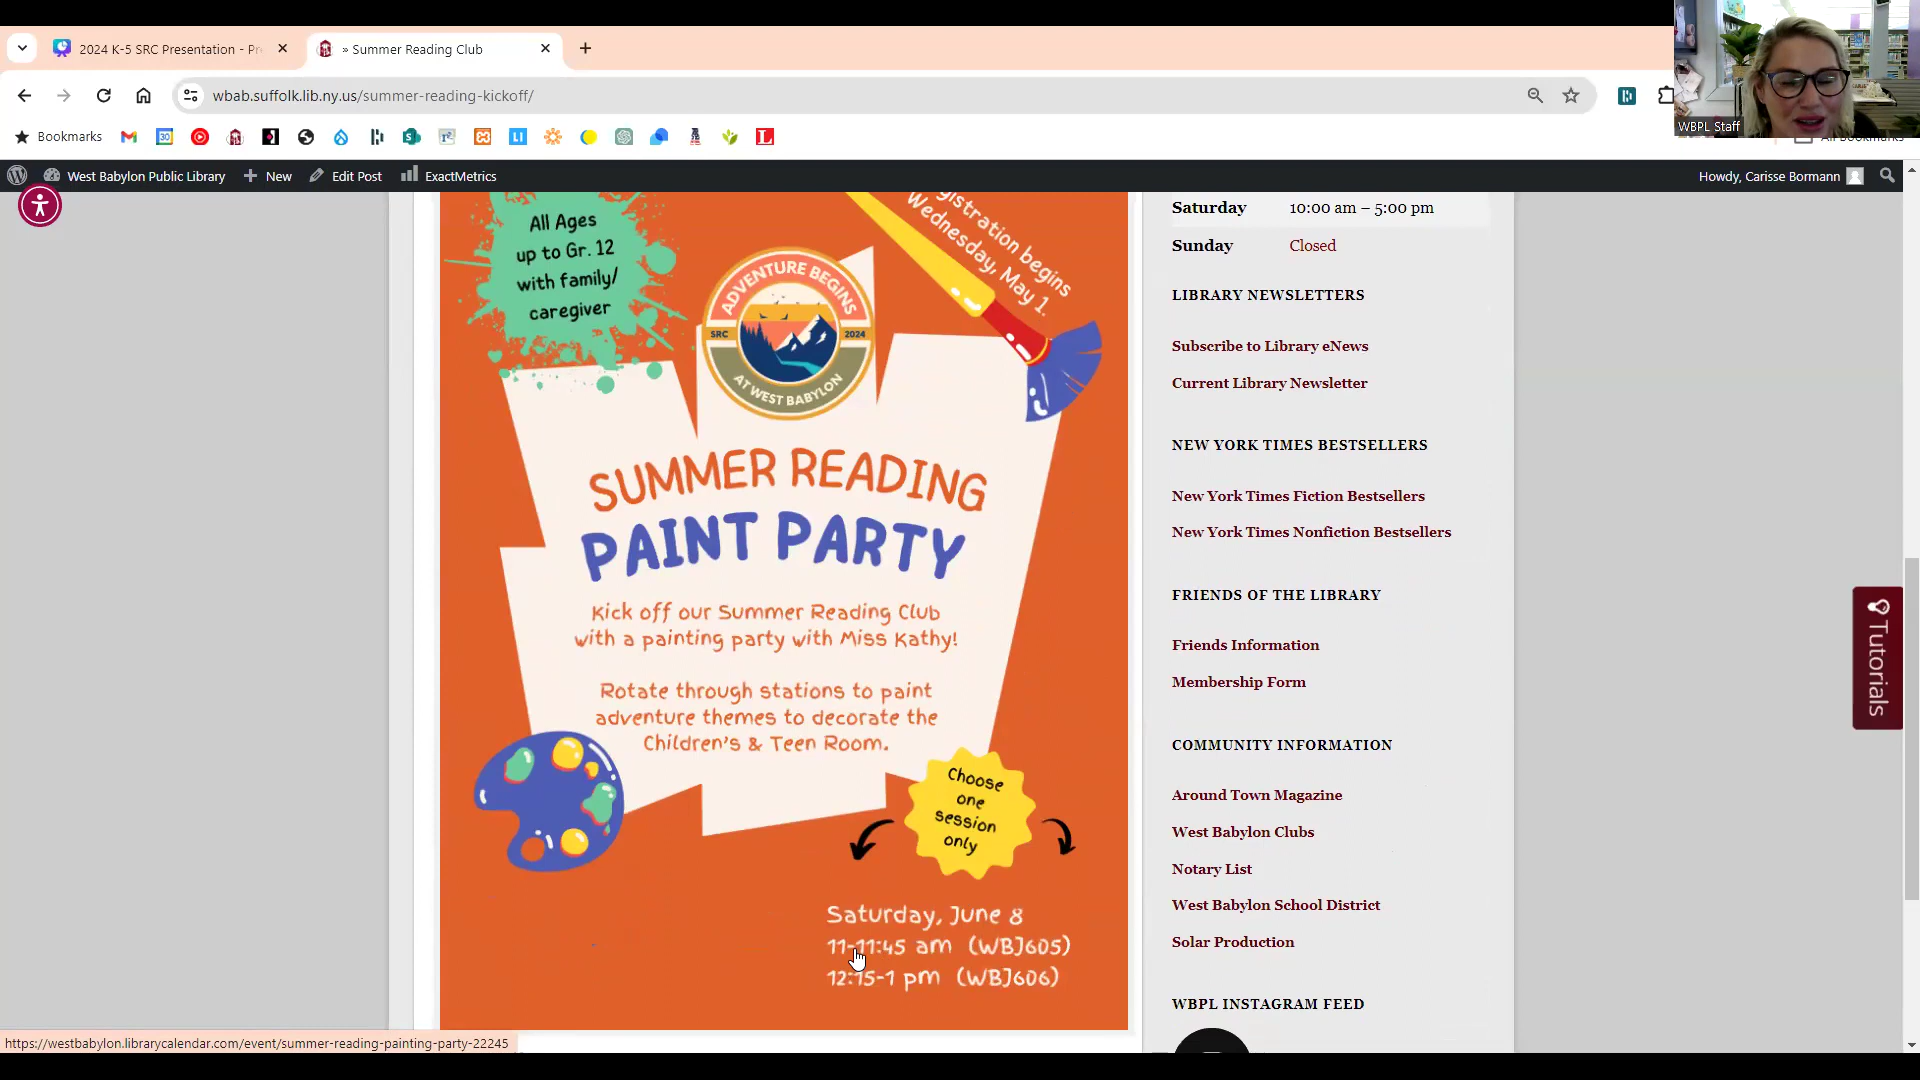 2024 K-5 SRC Presentation - Pr
» Summer Reading Club
wbab.suffolk.lib.ny.us/summer-reading-kickoff/
Bookmarks
All Bookmarks
WBPL Staff
West Babylon Public Library
New
Edit Post
ExactMetrics
Howdy, Carisse Bormann
All Ages
up to Gr. 12
with family/
caregiver
gistration begins
Wednesday, May 1.
ADVENTURE BEGINS
SRC
2024
AT WEST BABYLON
SUMMER READING
PAINT PARTY
Kick off our Summer Reading Club
with a painting party with Miss Kathy!
Rotate through stations to paint
adventure themes to decorate the
Children's & Teen Room.
Choose
one
session
only
Saturday, June 8
11-11:45 am (WBJ605)
12:15-1 pm (WBJ606)
Saturday 10:00 am – 5:00 pm
Sunday Closed
LIBRARY NEWSLETTERS
Subscribe to Library eNews
Current Library Newsletter
NEW YORK TIMES BESTSELLERS
New York Times Fiction Bestsellers
New York Times Nonfiction Bestsellers
FRIENDS OF THE LIBRARY
Friends Information
Membership Form
COMMUNITY INFORMATION
Around Town Magazine
West Babylon Clubs
Notary List
West Babylon School District
Solar Production
WBPL INSTAGRAM FEED
Tutorials
https://westbabylon.librarycalendar.com/event/summer-reading-painting-party-22245